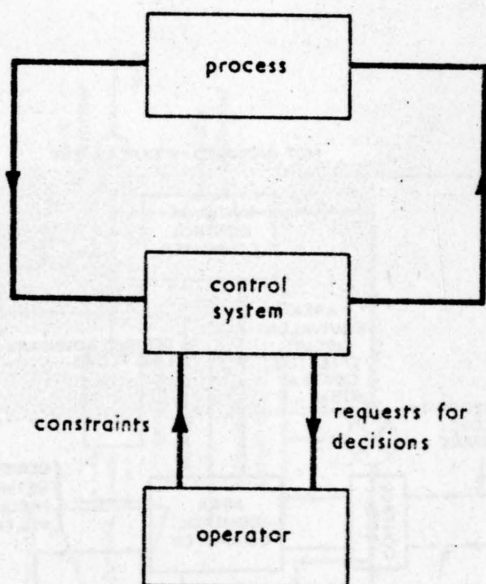 process
control
system
constraints
requests for
decisions
operator